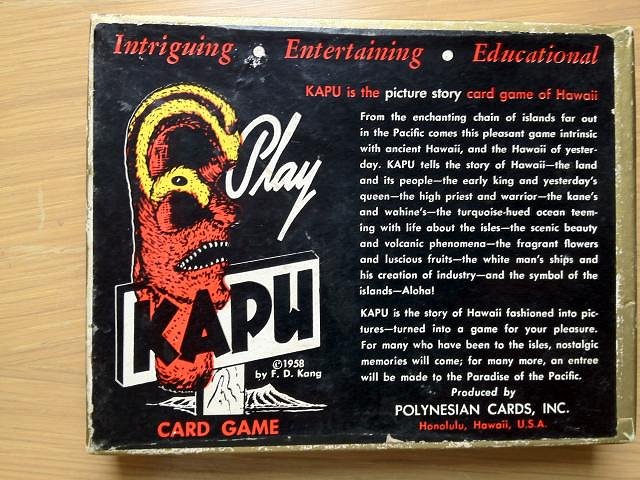 Intriguing • Entertaining • Educational
KAPU is the picture story card game of Hawaii
From the enchanting chain of islands far out
in the Pacific comes this pleasant game intrinsic
with ancient Hawaii, and the Hawaii of yester-
day. KAPU tells the story of Hawaii—the land
and its people—the early king and yesterday's
queen—the high priest and warrior—the kane's
and wahine's—the turquoise-hued ocean teem-
ing with life about the isles—the scenic beauty
and volcanic phenomena—the fragrant flowers
and luscious fruits—the white man's ships and
his creation of industry—and the symbol of the
islands—Aloha!
KAPU is the story of Hawaii fashioned into pic-
tures—turned into a game for your pleasure.
For many who have been to the isles, nostalgic
memories will come; for many more, an entree
will be made to the Paradise of the Pacific.
Produced by
POLYNESIAN CARDS, INC.
Honolulu, Hawaii, U.S.A.
Play
KAPU
©1958
by F. D. Kang
CARD GAME